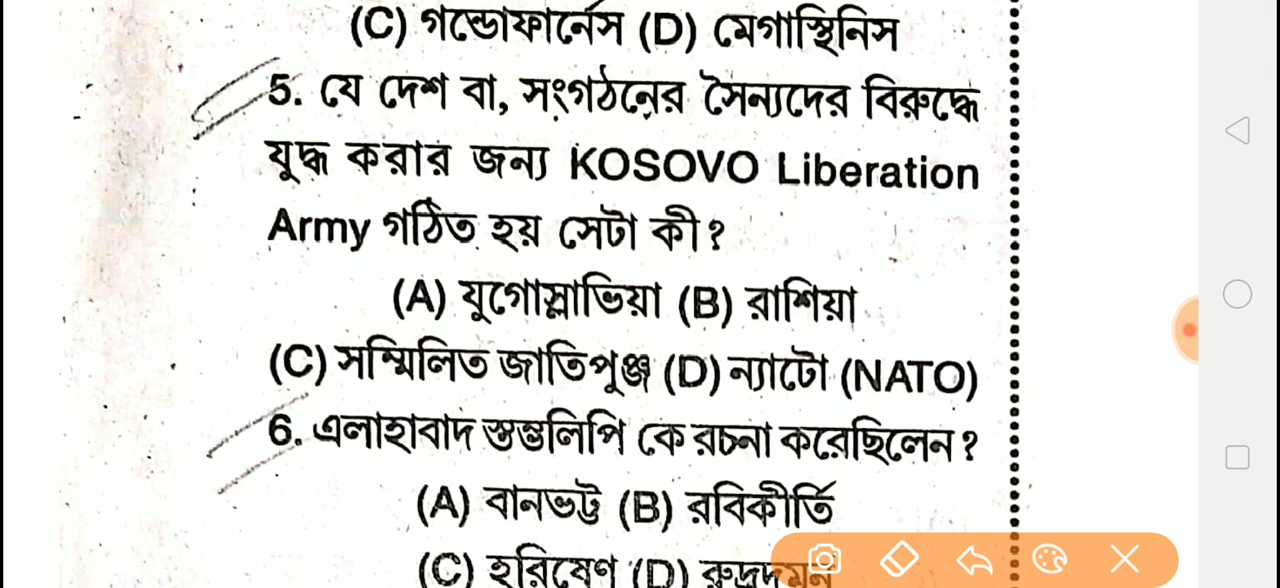 (C) গন্ডোফার্নেস (D) মেগাস্থিনিস
5. যে দেশ বা, সংগঠনের সৈন্যদের বিরুদ্ধে
যুদ্ধ করার জন্য KOSOVO Liberation
Army গঠিত হয় সেটা কী ?
(A) যুগোস্লাভিয়া (B) রাশিয়া
(C) সম্মিলিত জাতিপুঞ্জ (D) ন্যাটো (NATO)
6. এলাহাবাদ স্তম্ভলিপি কে রচনা করেছিলেন ?
(A) বানভট্ট (B) রবিকীর্তি
(C) হরিষেণ (D) রুদ্রদমন